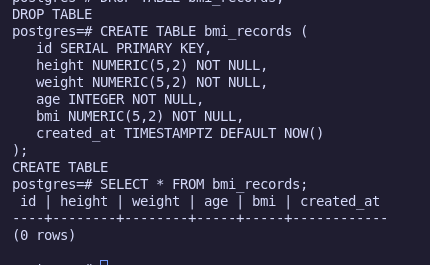 postgres=# DROP TABLE bmi_records;
DROP TABLE
postgres=# CREATE TABLE bmi_records (
   id SERIAL PRIMARY KEY,
   height NUMERIC(5,2) NOT NULL,
   weight NUMERIC(5,2) NOT NULL,
   age INTEGER NOT NULL,
   bmi NUMERIC(5,2) NOT NULL,
   created_at TIMESTAMPTZ DEFAULT NOW()
);
CREATE TABLE
postgres=# SELECT * FROM bmi_records;
 id | height | weight | age | bmi | created_at
----+--------+--------+-----+-----+------------
(0 rows)